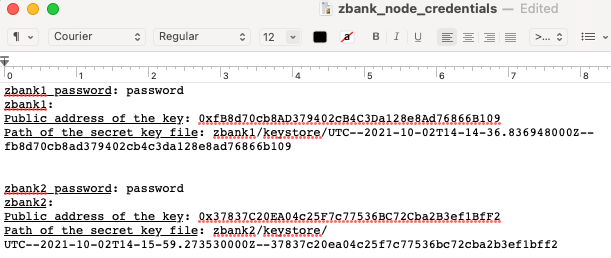 zbank_node_credentials — Edited
¶ Courier Regular 12 a B I U >...
0 1 2 3 4 5 6 7 8
zbank1 password: password
zbank1:
Public address of the key: 0xfB8d70cb8AD379402cB4C3Da128e8Ad76866B109
Path of the secret key file: zbank1/keystore/UTC--2021-10-02T14-14-36.836948000Z--
fb8d70cb8ad379402cb4c3da128e8ad76866b109
zbank2 password: password
zbank2:
Public address of the key: 0x37837C20EA04c25F7c77536BC72Cba2B3ef1BfF2
Path of the secret key file: zbank2/keystore/
UTC--2021-10-02T14-15-59.273530000Z--37837c20ea04c25f7c77536bc72cba2b3ef1bff2